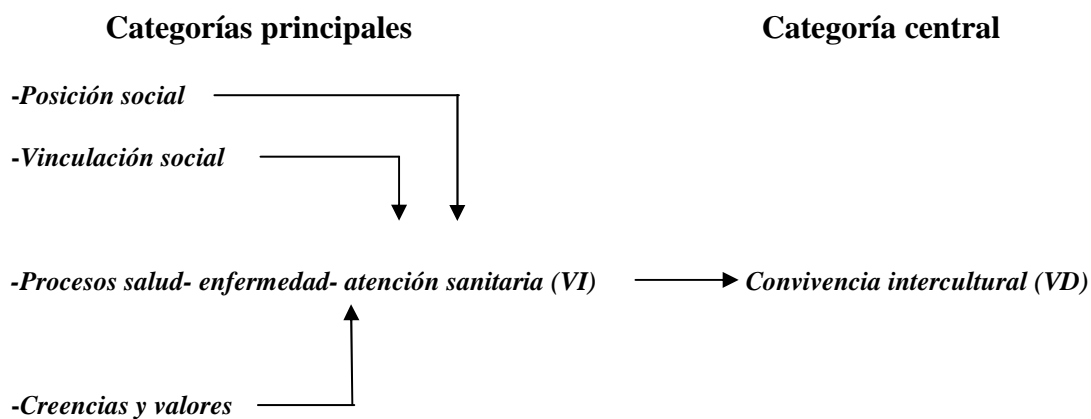 Categorías principales Categoría central
-Posición social
-Vinculación social
-Procesos salud- enfermedad- atención sanitaria (VI) Convivencia intercultural (VD)
-Creencias y valores